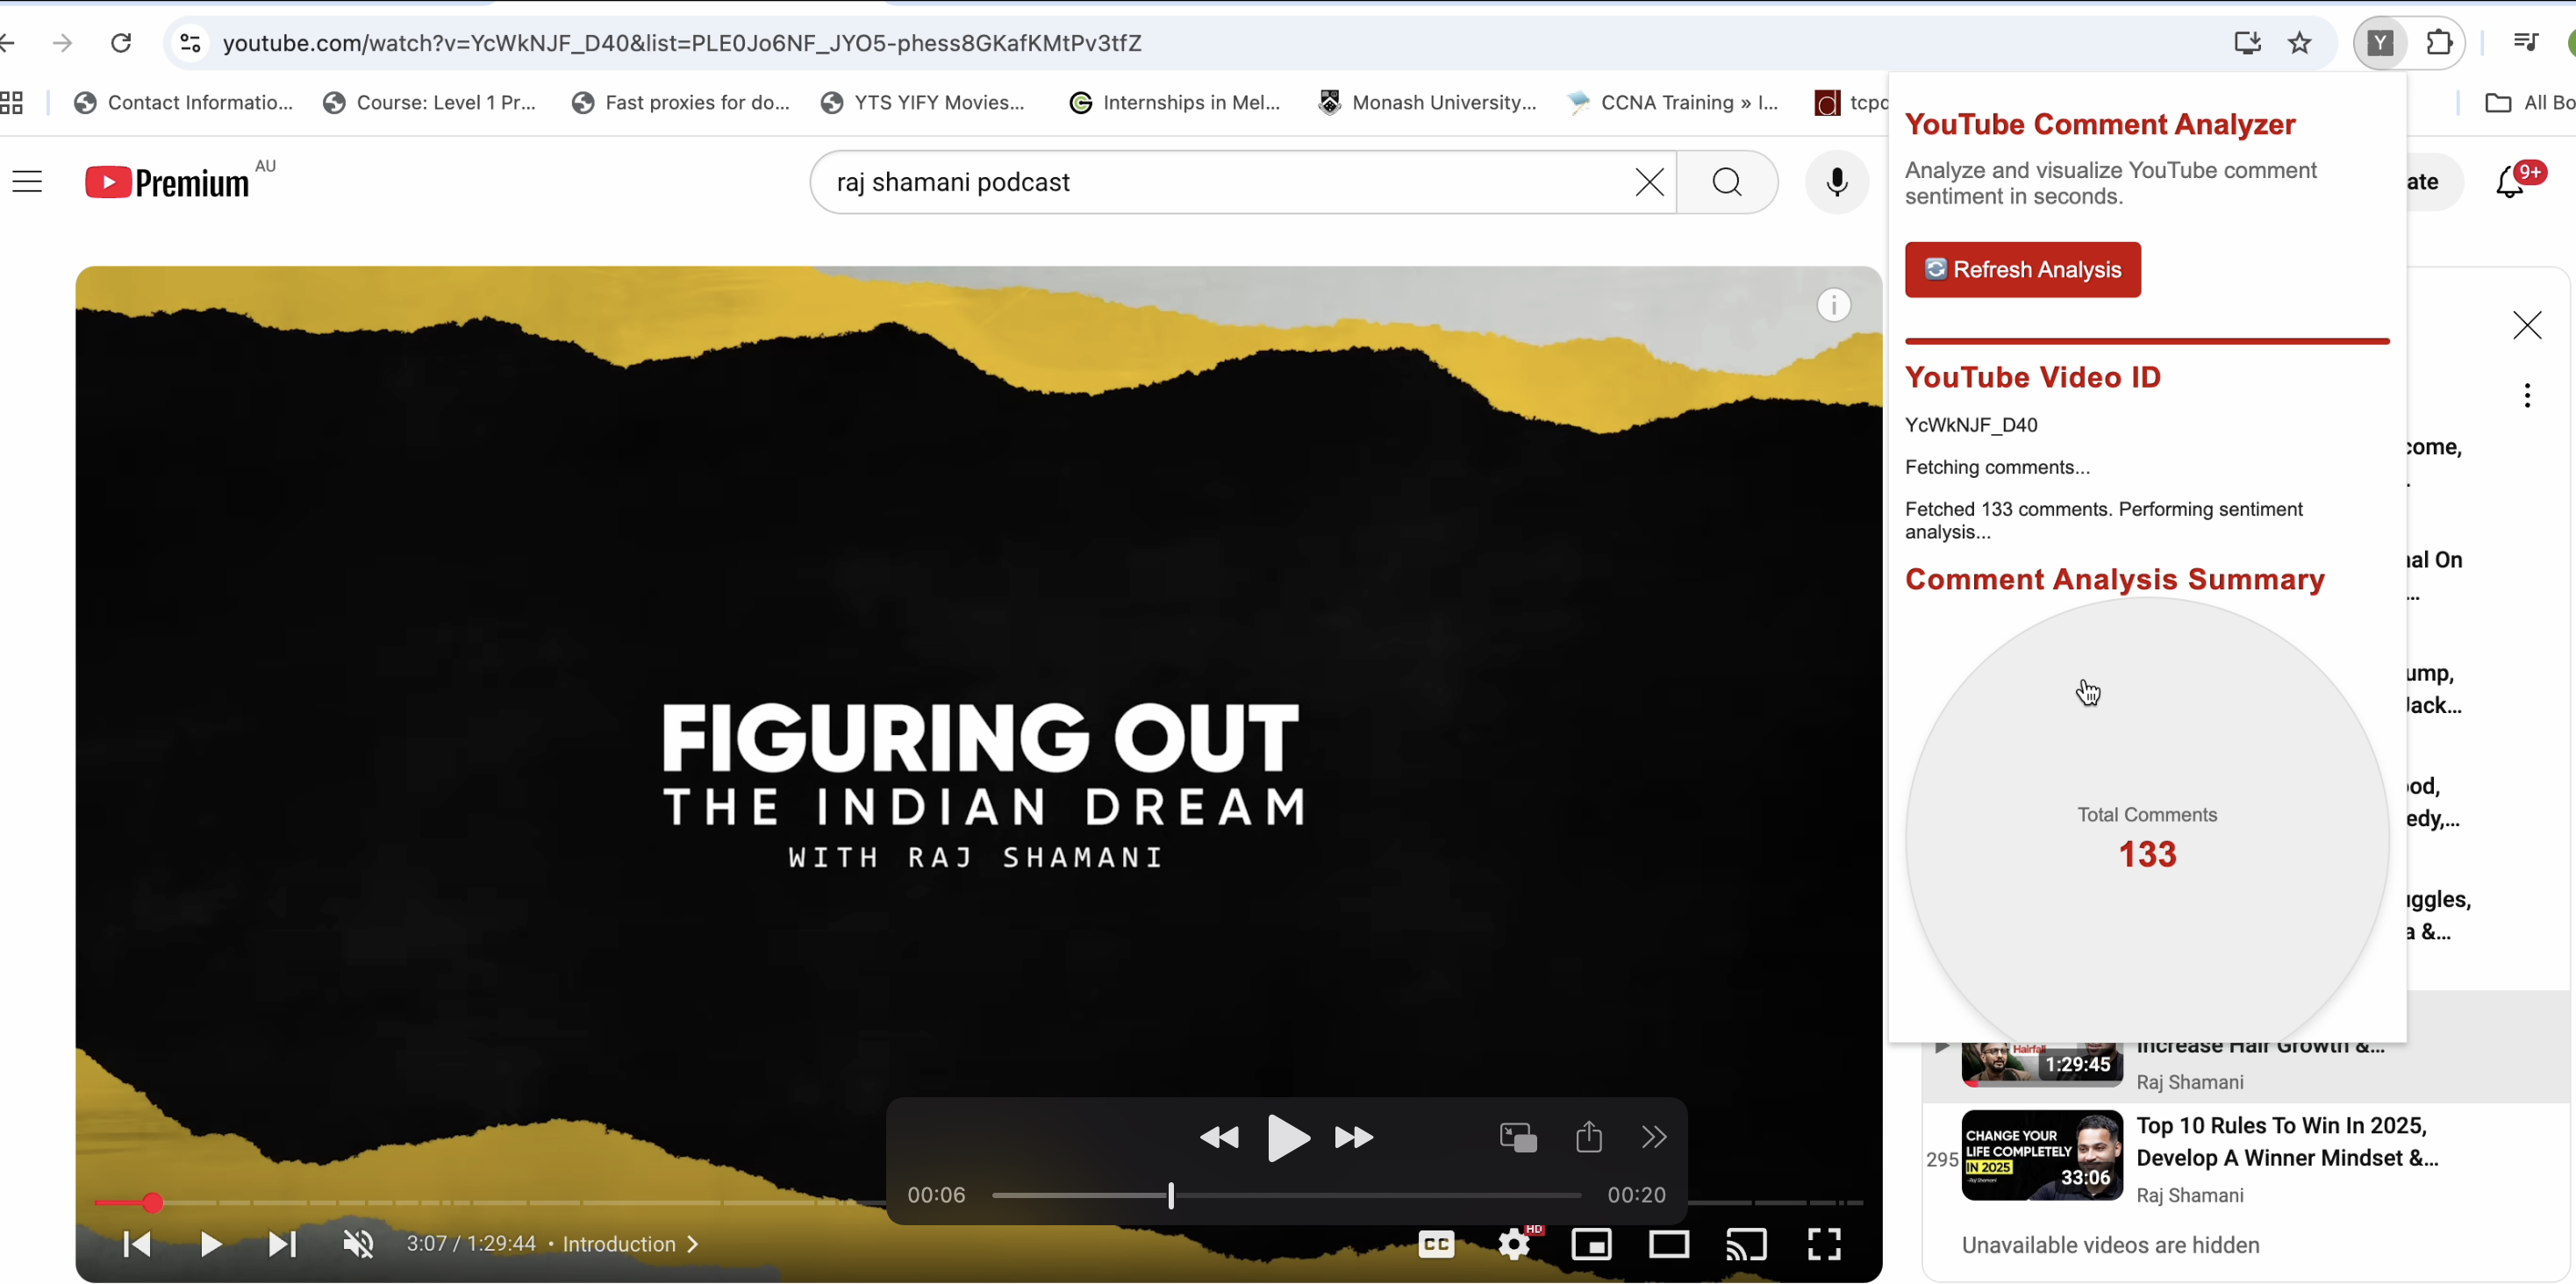 youtube.com/watch?v=YcWkNJF_D40&list=PLE0Jo6NF_JYO5-phess8GKafKMtPv3tfZ
Y
Contact Informatio...
Course: Level 1 Pr...
Fast proxies for do...
YTS YIFY Movies...
Internships in Mel...
Monash University,...
CCNA Training » I...
tcpd
All Bo
Premium
AU
raj shamani podcast
ate
9+
YouTube Comment Analyzer
Analyze and visualize YouTube comment
sentiment in seconds.
Refresh Analysis
YouTube Video ID
YcWkNJF_D40
Fetching comments...
Fetched 133 comments. Performing sentiment
analysis...
Comment Analysis Summary
Total Comments
133
FIGURING OUT
THE INDIAN DREAM
WITH RAJ SHAMANI
00:06
00:20
3:07 / 1:29:44 • Introduction
CC
HD
come,
nal On
...
ump,
Jack...
od,
edy,...
ggles,
a &...
Hairfall
1:29:45
Increase Hair Growth &...
Raj Shamani
295
CHANGE YOUR
LIFE COMPLETELY
IN 2025
33:06
Top 10 Rules To Win In 2025,
Develop A Winner Mindset &...
Raj Shamani
Unavailable videos are hidden